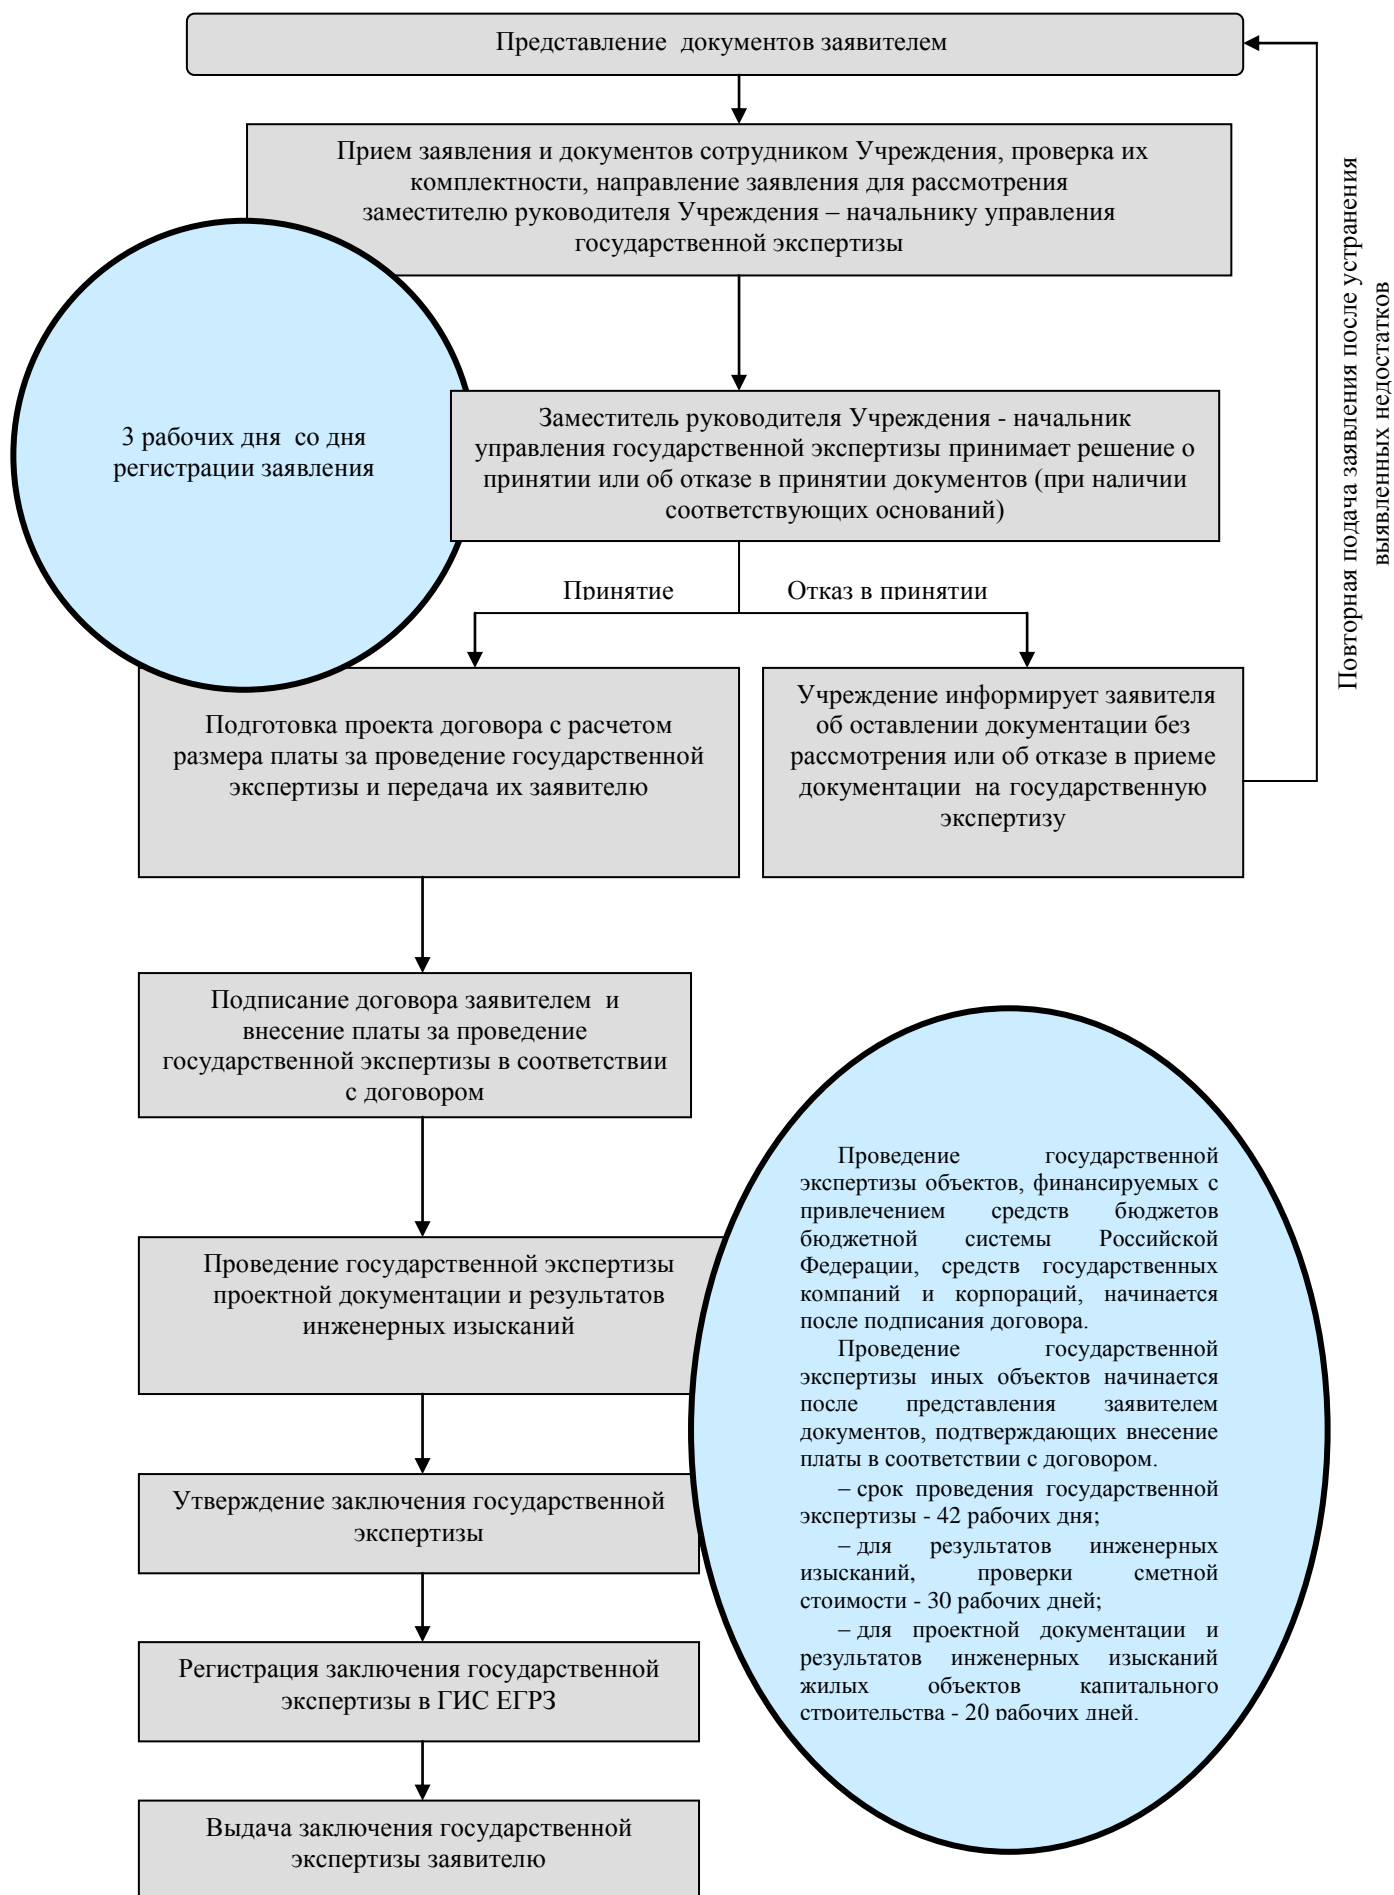 Представление документов заявителем
Прием заявления и документов сотрудником Учреждения, проверка их
комплектности, направление заявления для рассмотрения
заместителю руководителя Учреждения – начальнику управления
государственной экспертизы
3 рабочих дня со дня
регистрации заявления
Заместитель руководителя Учреждения - начальник
управления государственной экспертизы принимает решение о
принятии или об отказе в принятии документов (при наличии
соответствующих оснований)
Принятие
Отказ в принятии
Повторная подача заявления после устранения
выявленных недостатков
Подготовка проекта договора с расчетом
размера платы за проведение государственной
экспертизы и передача их заявителю
Учреждение информирует заявителя
об оставлении документации без
рассмотрения или об отказе в приеме
документации на государственную
экспертизу
Подписание договора заявителем и
внесение платы за проведение
государственной экспертизы в соответствии
с договором
Проведение государственной экспертизы
проектной документации и результатов
инженерных изысканий
Проведение государственной
экспертизы объектов, финансируемых с
привлечением средств бюджетов
бюджетной системы Российской
Федерации, средств государственных
компаний и корпораций, начинается
после подписания договора.
Проведение государственной
экспертизы иных объектов начинается
после представления заявителем
документов, подтверждающих внесение
платы в соответствии с договором.
– срок проведения государственной
экспертизы - 42 рабочих дня;
– для результатов инженерных
изысканий, проверки сметной
стоимости - 30 рабочих дней;
– для проектной документации и
результатов инженерных изысканий
жилых объектов капитального
строительства - 20 рабочих дней.
Утверждение заключения государственной
экспертизы
Регистрация заключения государственной
экспертизы в ГИС ЕГРЗ
Выдача заключения государственной
экспертизы заявителю